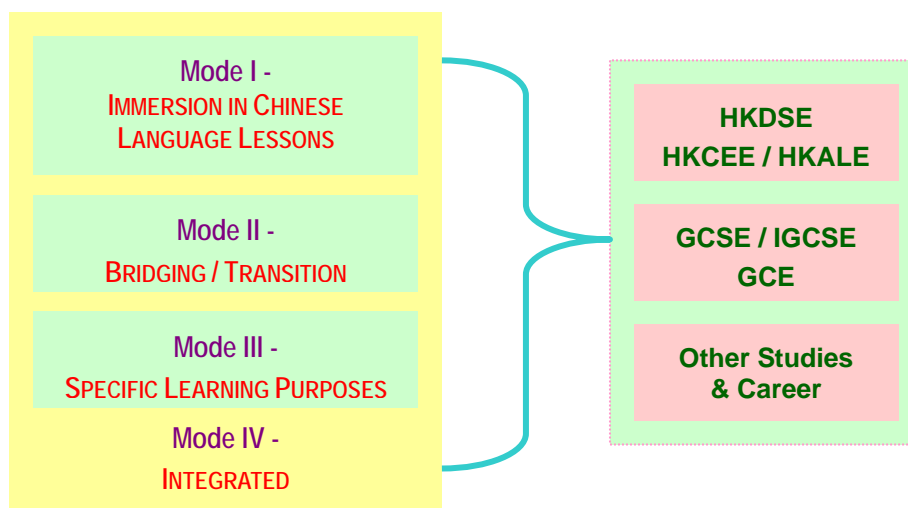 Mode I -
IMMERSION IN CHINESE
LANGUAGE LESSONS
Mode II -
BRIDGING / TRANSITION
Mode III -
SPECIFIC LEARNING PURPOSES
Mode IV -
INTEGRATED
HKDSE
HKCEE / HKALE
GCSE / IGCSE
GCE
Other Studies
& Career